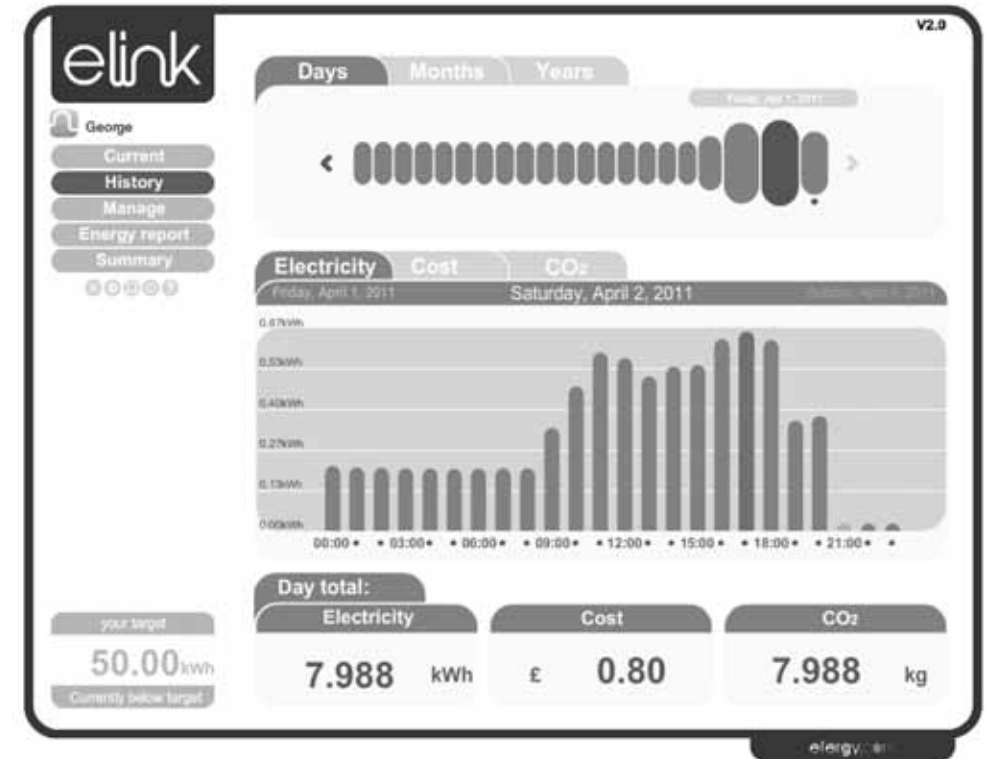 V2.0
elink
George
Current
History
Manage
Energy report
Summary
your target
50.00kWh
Currently below target
Days Months Years
Electricity Cost CO₂
Friday, April 1, 2011 Saturday, April 2, 2011
0.67kWh
0.53kWh
0.40kWh
0.27kWh
0.13kWh
0.00kWh
00:00 03:00 06:00 09:00 12:00 15:00 18:00 21:00
Day total:
Electricity Cost CO₂
7.988 kWh £ 0.80 7.988 kg